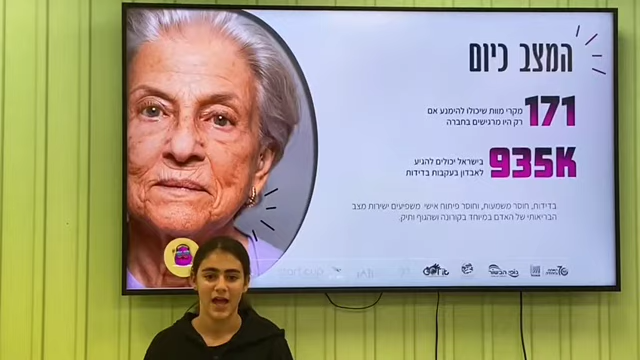 המצב כיום
171
מקרי מוות שיכולו להימנע אם
רק היו מרגישים בחברה
935K
בישראל יכולים להגיע
לאבדון בעקבות בדידות
בדידות, חוסר משמעות, וחוסר פיתוח אישי משפיעים ישירות מצב
הבריאותי של האדם במיוחד בקורונה שהגוף ותיק.